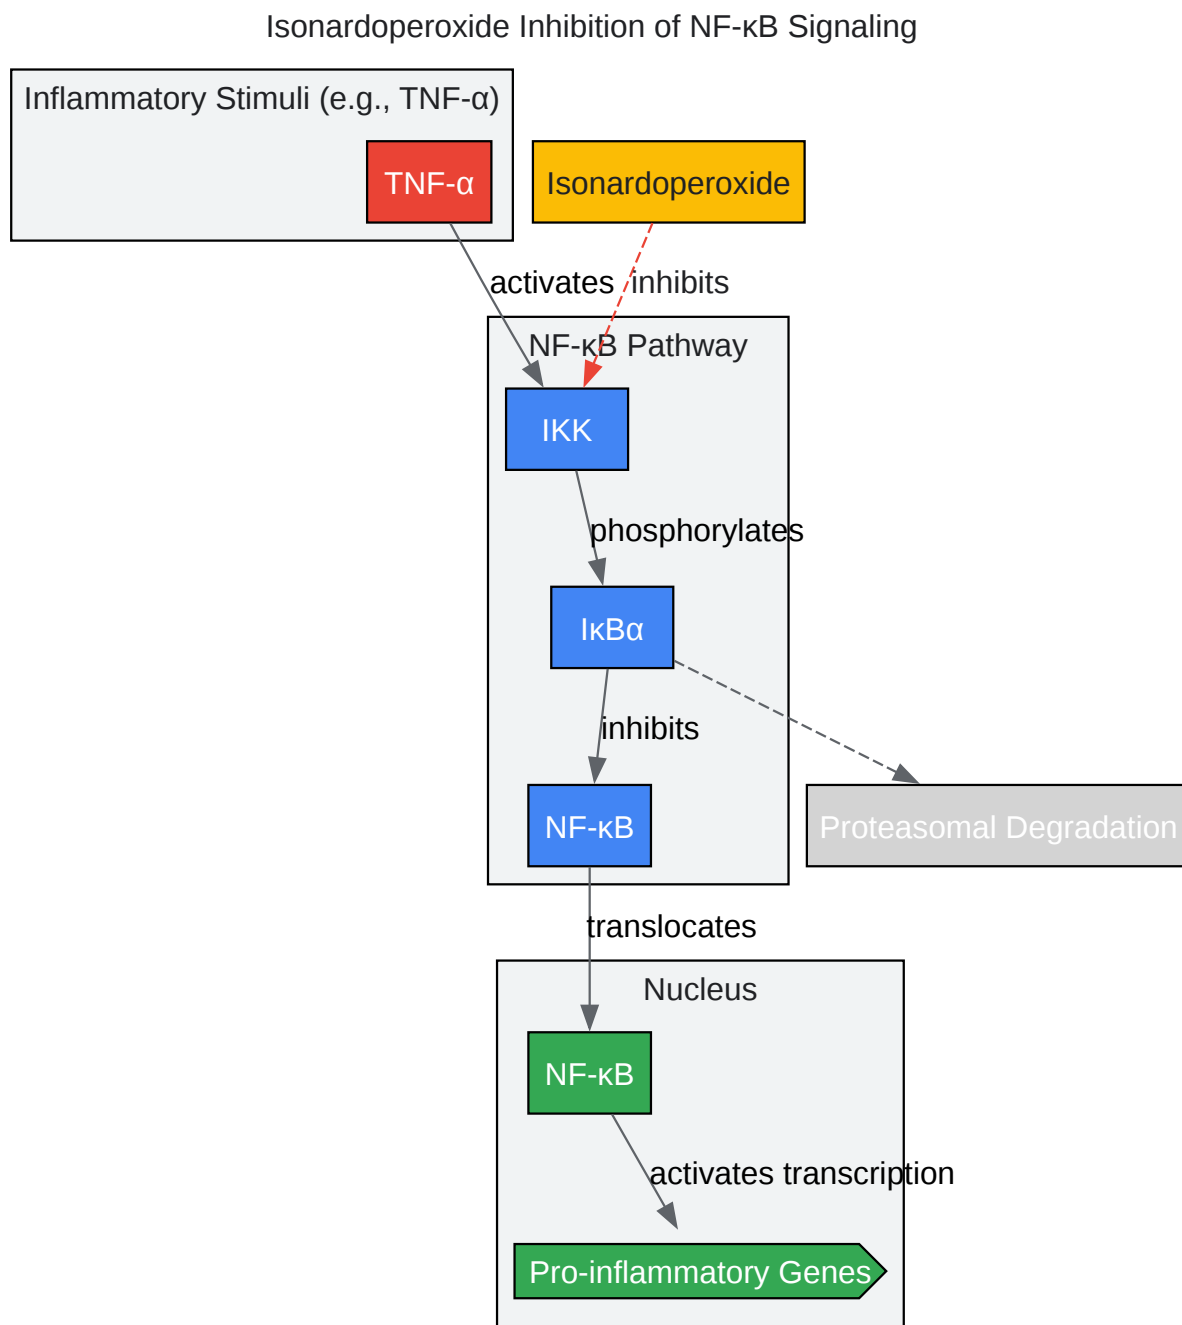 Isonardoperoxide Inhibition of NF-κB Signaling
Inflammatory Stimuli (e.g., TNF-α)
TNF-α
Isonardoperoxide
activates
inhibits
NF-κB Pathway
IKK
phosphorylates
IκBα
inhibits
NF-κB
Proteasomal Degradation
translocates
Nucleus
NF-κB
activates transcription
Pro-inflammatory Genes